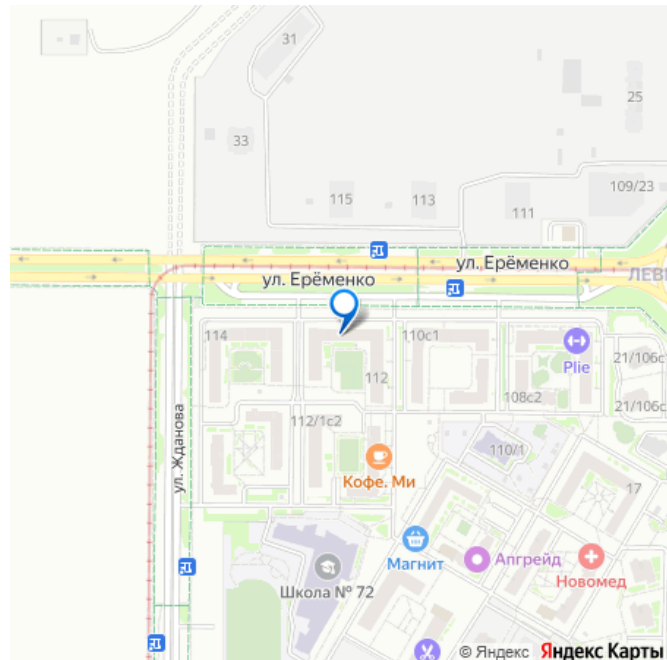 31
25
33
115
113
111
109/23
ул. Ерёменко
ул. Ерёменко
114
110с1
Plie
112
21/106с
108с2
21/106с
ул. Жданова
112/1с2
110/1
Кофе. Ми
17
Магнит
Апгрейд
Новомед
Школа № 72
© Яндекс Яндекс Карты